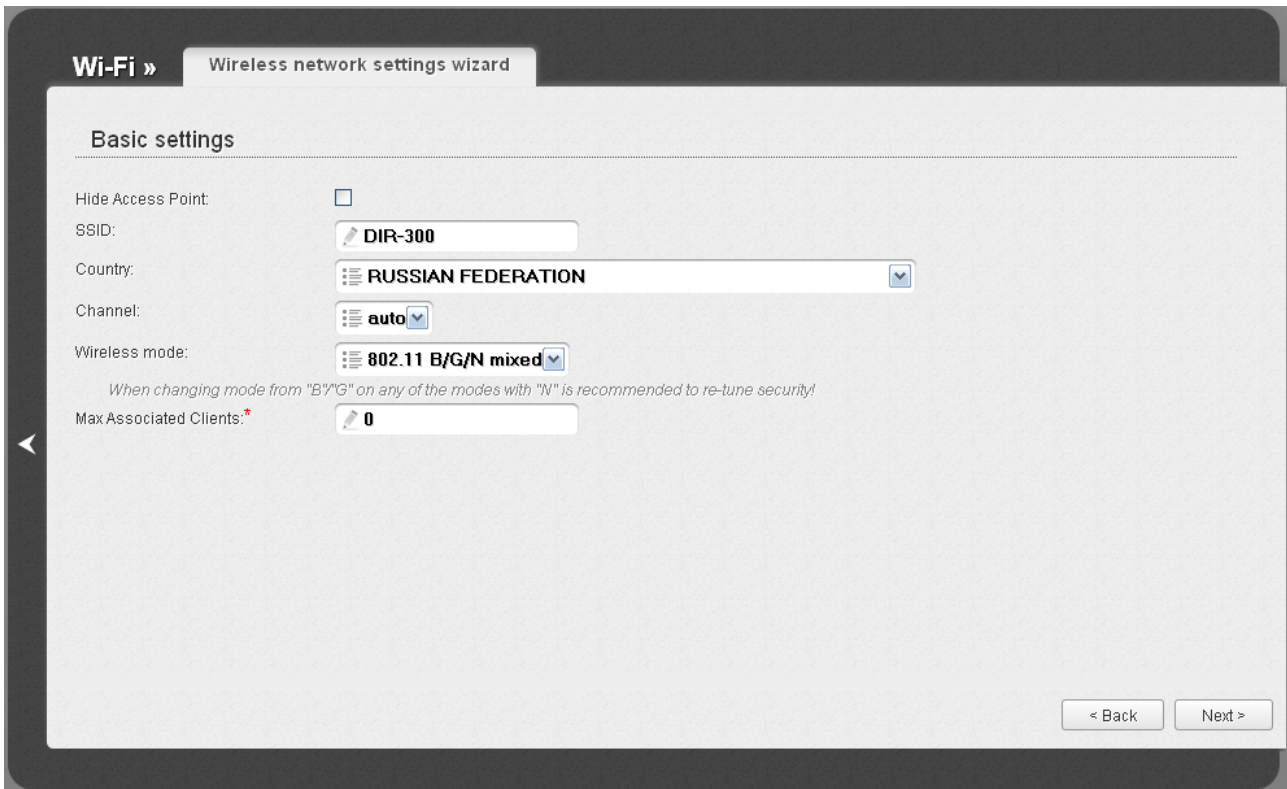 Wi-Fi » Wireless network settings wizard
Basic settings
Hide Access Point:
SSID: DIR-300
Country: RUSSIAN FEDERATION
Channel: auto
Wireless mode: 802.11 B/G/N mixed
When changing mode from "B"/"G" on any of the modes with "N" is recommended to re-tune security!
Max Associated Clients:* 0
< Back Next >